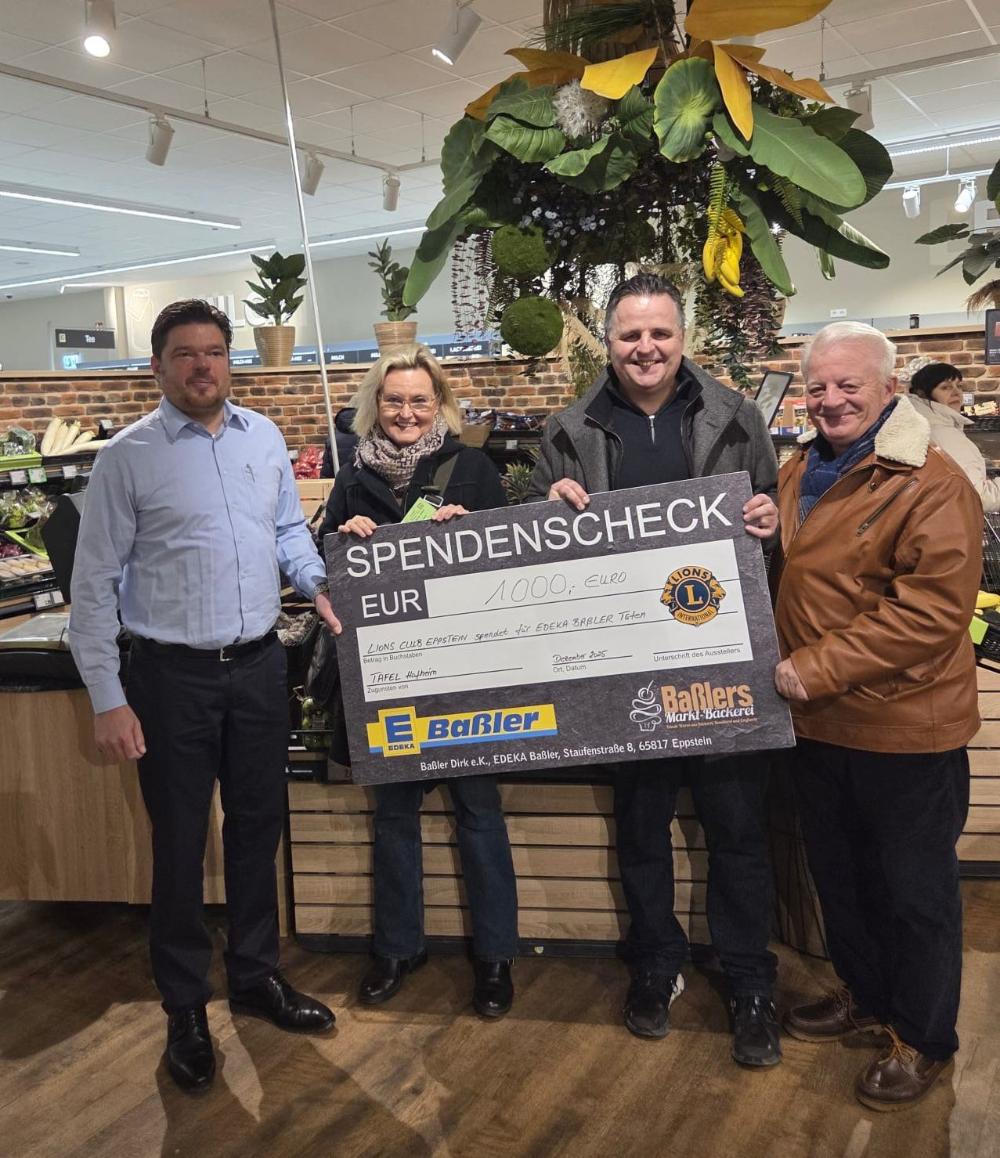 Tee
SPENDENSCHECK
EUR
1000,- EURO
LIONS
L
INTERNATIONAL
LIONS CLUB EPPSTEIN spendet für EDEKA BAßLER Tüten
Betrag in Buchstaben
TAFEL Hofheim
Zugunsten von
Dezember 2025
Ort, Datum
Unterschrift des Ausstellers
E
EDEKA
Baßler
Baßlers
Markt-Bäckerei
Baßler Dirk e.K., EDEKA Baßler, Staufenstraße 8, 65817 Eppstein